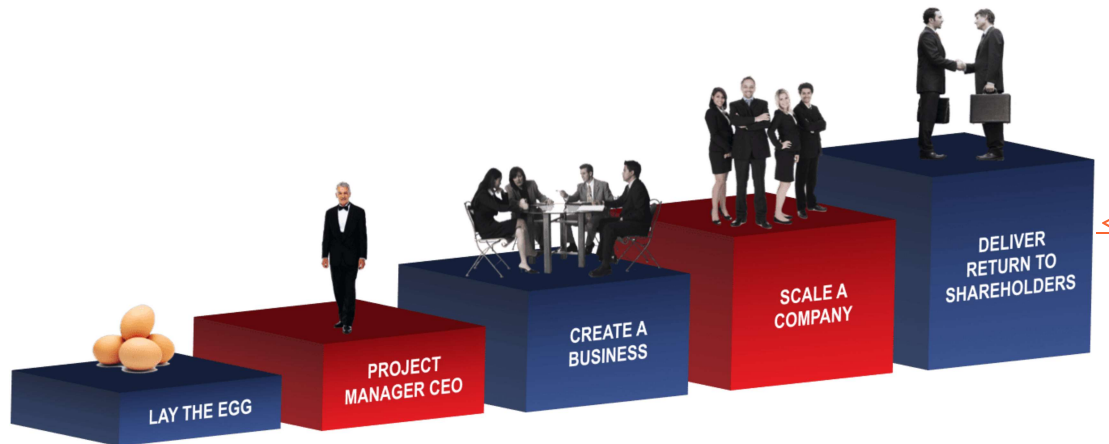 LAY THE EGG
PROJECT
MANAGER CEO
CREATE A
BUSINESS
SCALE A
COMPANY
DELIVER
RETURN TO
SHAREHOLDERS